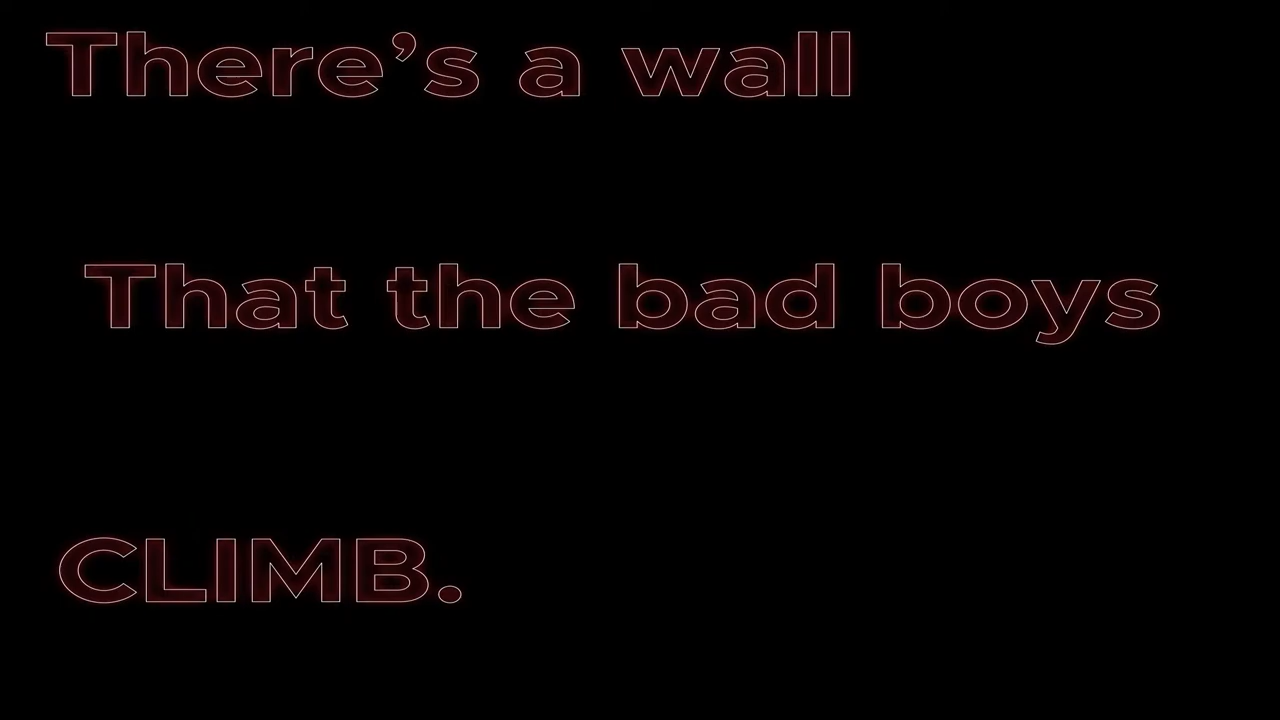 There’s a wall
That the bad boys
CLIMB.